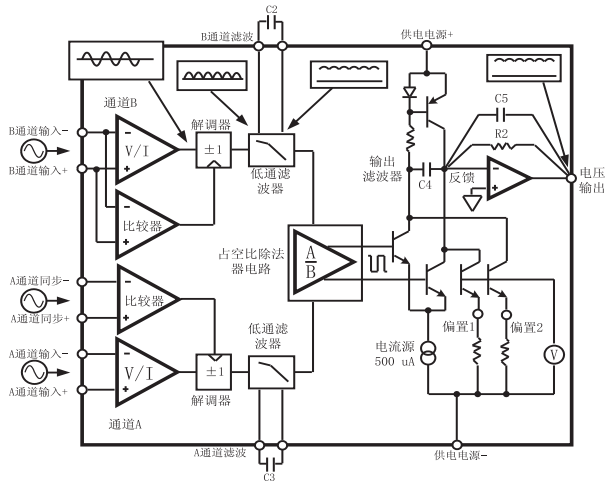 C2
B通道滤波
供电电源+
通道B
解调器
C5
B通道输入−
V/I
±1
R2
输出
滤波器
反馈
电压
输出
B通道输入+
低通滤
波器
C4
比较器
占空比除法
器电路
A
B
A通道同步−
比较器
A通道同步+
偏置1
偏置2
低通滤
波器
电流源
500 uA
V
A通道输入−
V/I
±1
A通道输入+
解调器
通道A
A通道滤波
供电电源−
C3